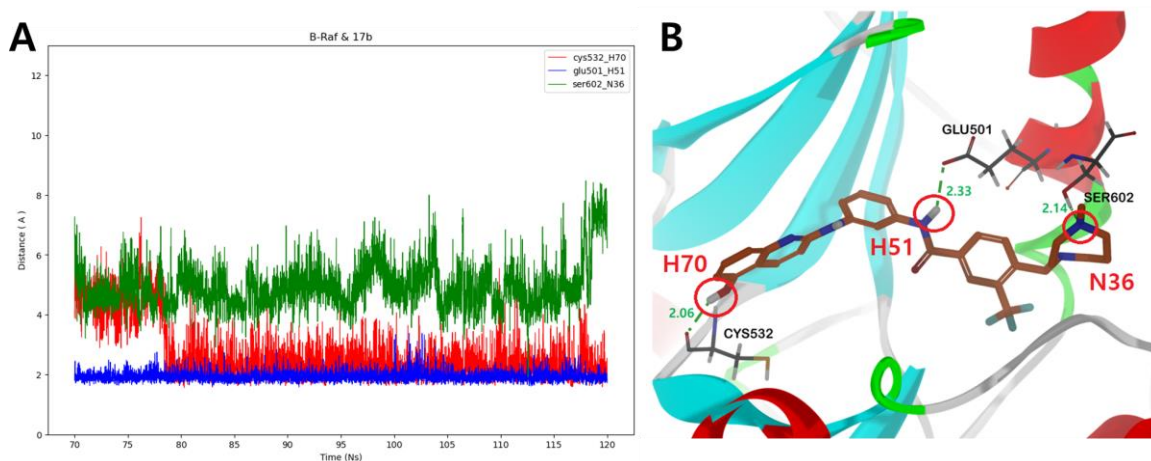 A
B-Raf & 17b
cys532_H70
glu501_H51
ser602_N36
Distance ( A )
12
10
8
6
4
2
0
70 75 80 85 90 95 100 105 110 115 120
Time (Ns)
B
GLU501
2.33
SER602
2.14
H51
H70
N36
2.06
CYS532